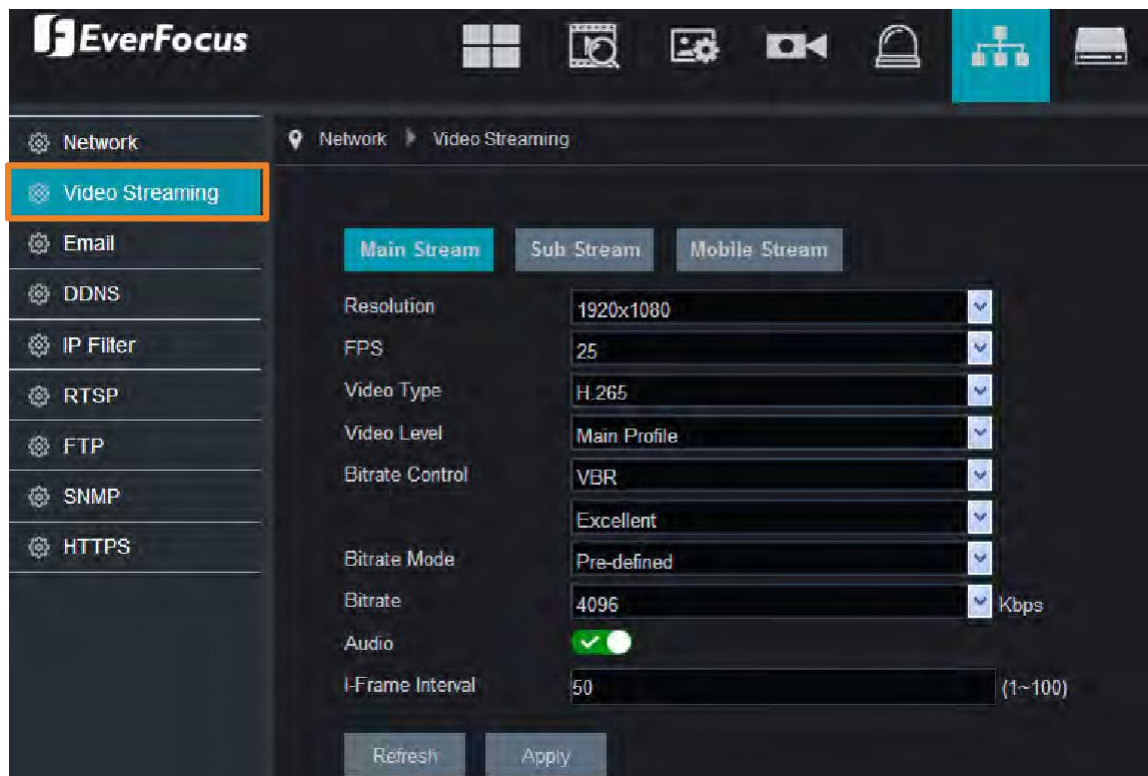 EverFocus
Network
Video Streaming
Email
DDNS
IP Filter
RTSP
FTP
SNMP
HTTPS
Network Video Streaming
Main Stream Sub Stream Mobile Stream
Resolution 1920x1080
FPS 25
Video Type H.265
Video Level Main Profile
Bitrate Control VBR
Excellent
Bitrate Mode Pre-defined
Bitrate 4096 Kbps
Audio
I-Frame Interval 50 (1~100)
Refresh Apply